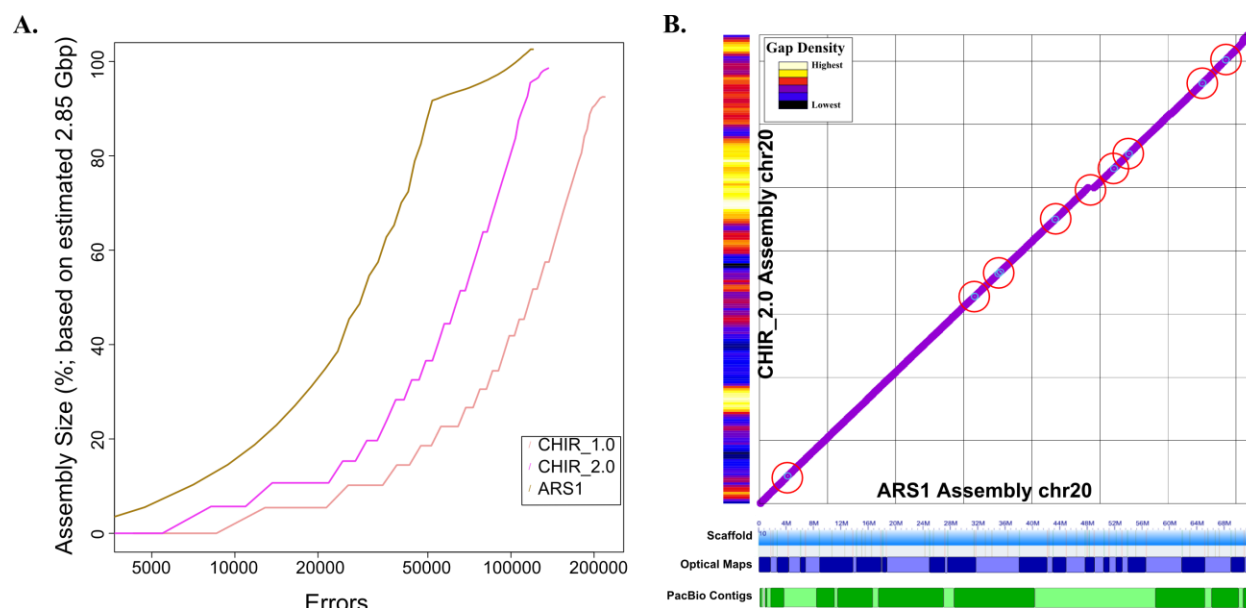 A.
Assembly Size (%; based on estimated 2.85 Gbp)
100
80
60
40
20
0
5000 10000 20000 50000 100000 200000
Errors
CHIR_1.0
CHIR_2.0
ARS1
B.
Gap Density
Highest
Lowest
CHIR_2.0 Assembly chr20
ARS1 Assembly chr20
4M 12M 20M 24M 28M 32M 36M 40M 44M 48M 52M 56M 60M 64M 68M
Scaffold
Optical Maps
PacBio Contigs